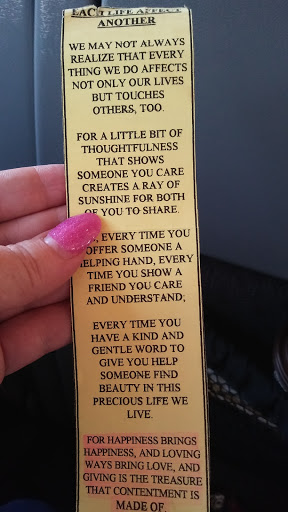 EACH LIFE AFFECTS
ANOTHER
WE MAY NOT ALWAYS
REALIZE THAT EVERY
THING WE DO AFFECTS
NOT ONLY OUR LIVES
BUT TOUCHES
OTHERS, TOO.
FOR A LITTLE BIT OF
THOUGHTFULNESS
THAT SHOWS
SOMEONE YOU CARE
CREATES A RAY OF
SUNSHINE FOR BOTH
OF YOU TO SHARE.
EVERY TIME YOU
OFFER SOMEONE A
HELPING HAND, EVERY
TIME YOU SHOW A
FRIEND YOU CARE
AND UNDERSTAND;
EVERY TIME YOU
HAVE A KIND AND
GENTLE WORD TO
GIVE YOU HELP
SOMEONE FIND
BEAUTY IN THIS
PRECIOUS LIFE WE
LIVE.
FOR HAPPINESS BRINGS
HAPPINESS, AND LOVING
WAYS BRING LOVE, AND
GIVING IS THE TREASURE
THAT CONTENTMENT IS
MADE OF.